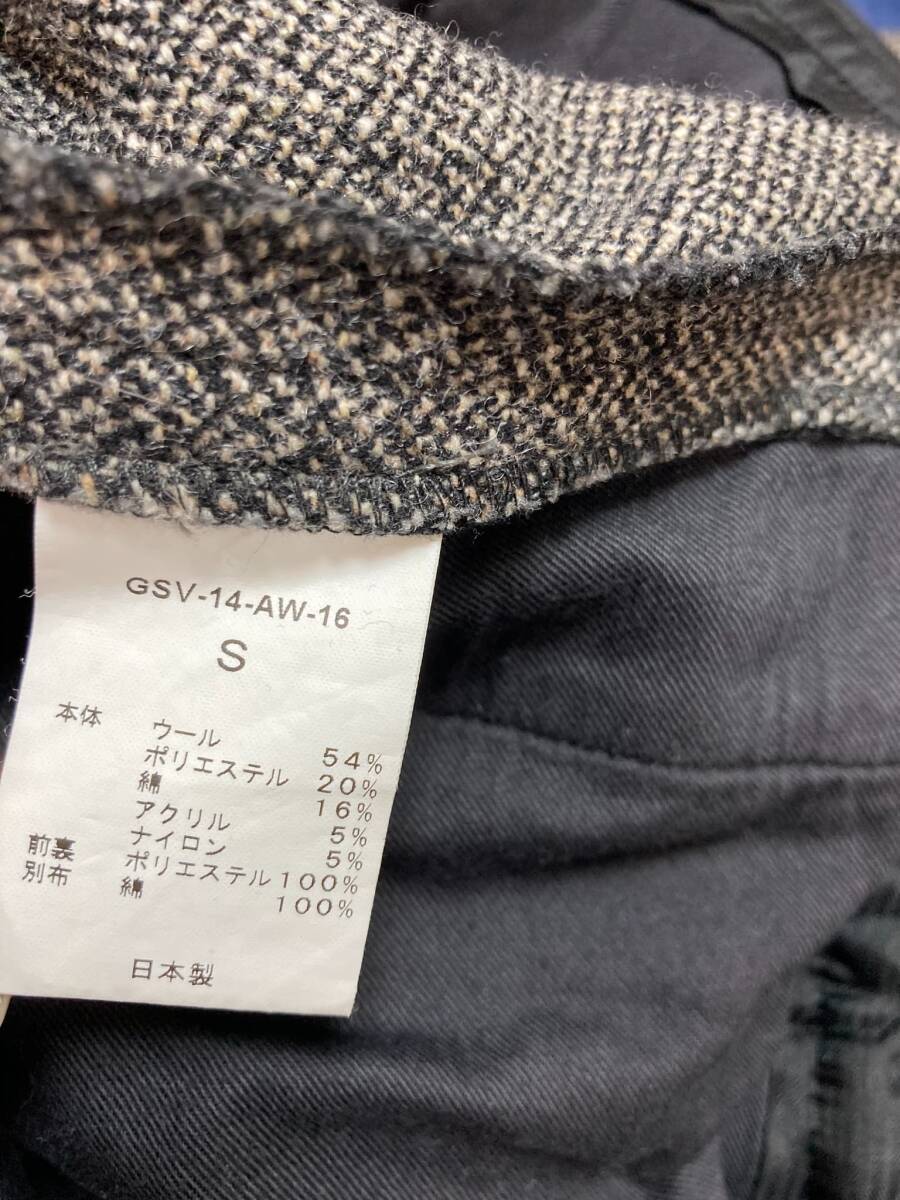 GSV-14-AW-16
S
本体 ウール 54%
ポリエステル 20%
綿 16%
アクリル 5%
ナイロン 5%
前裏 ポリエステル 100%
別布 綿 100%
日本製